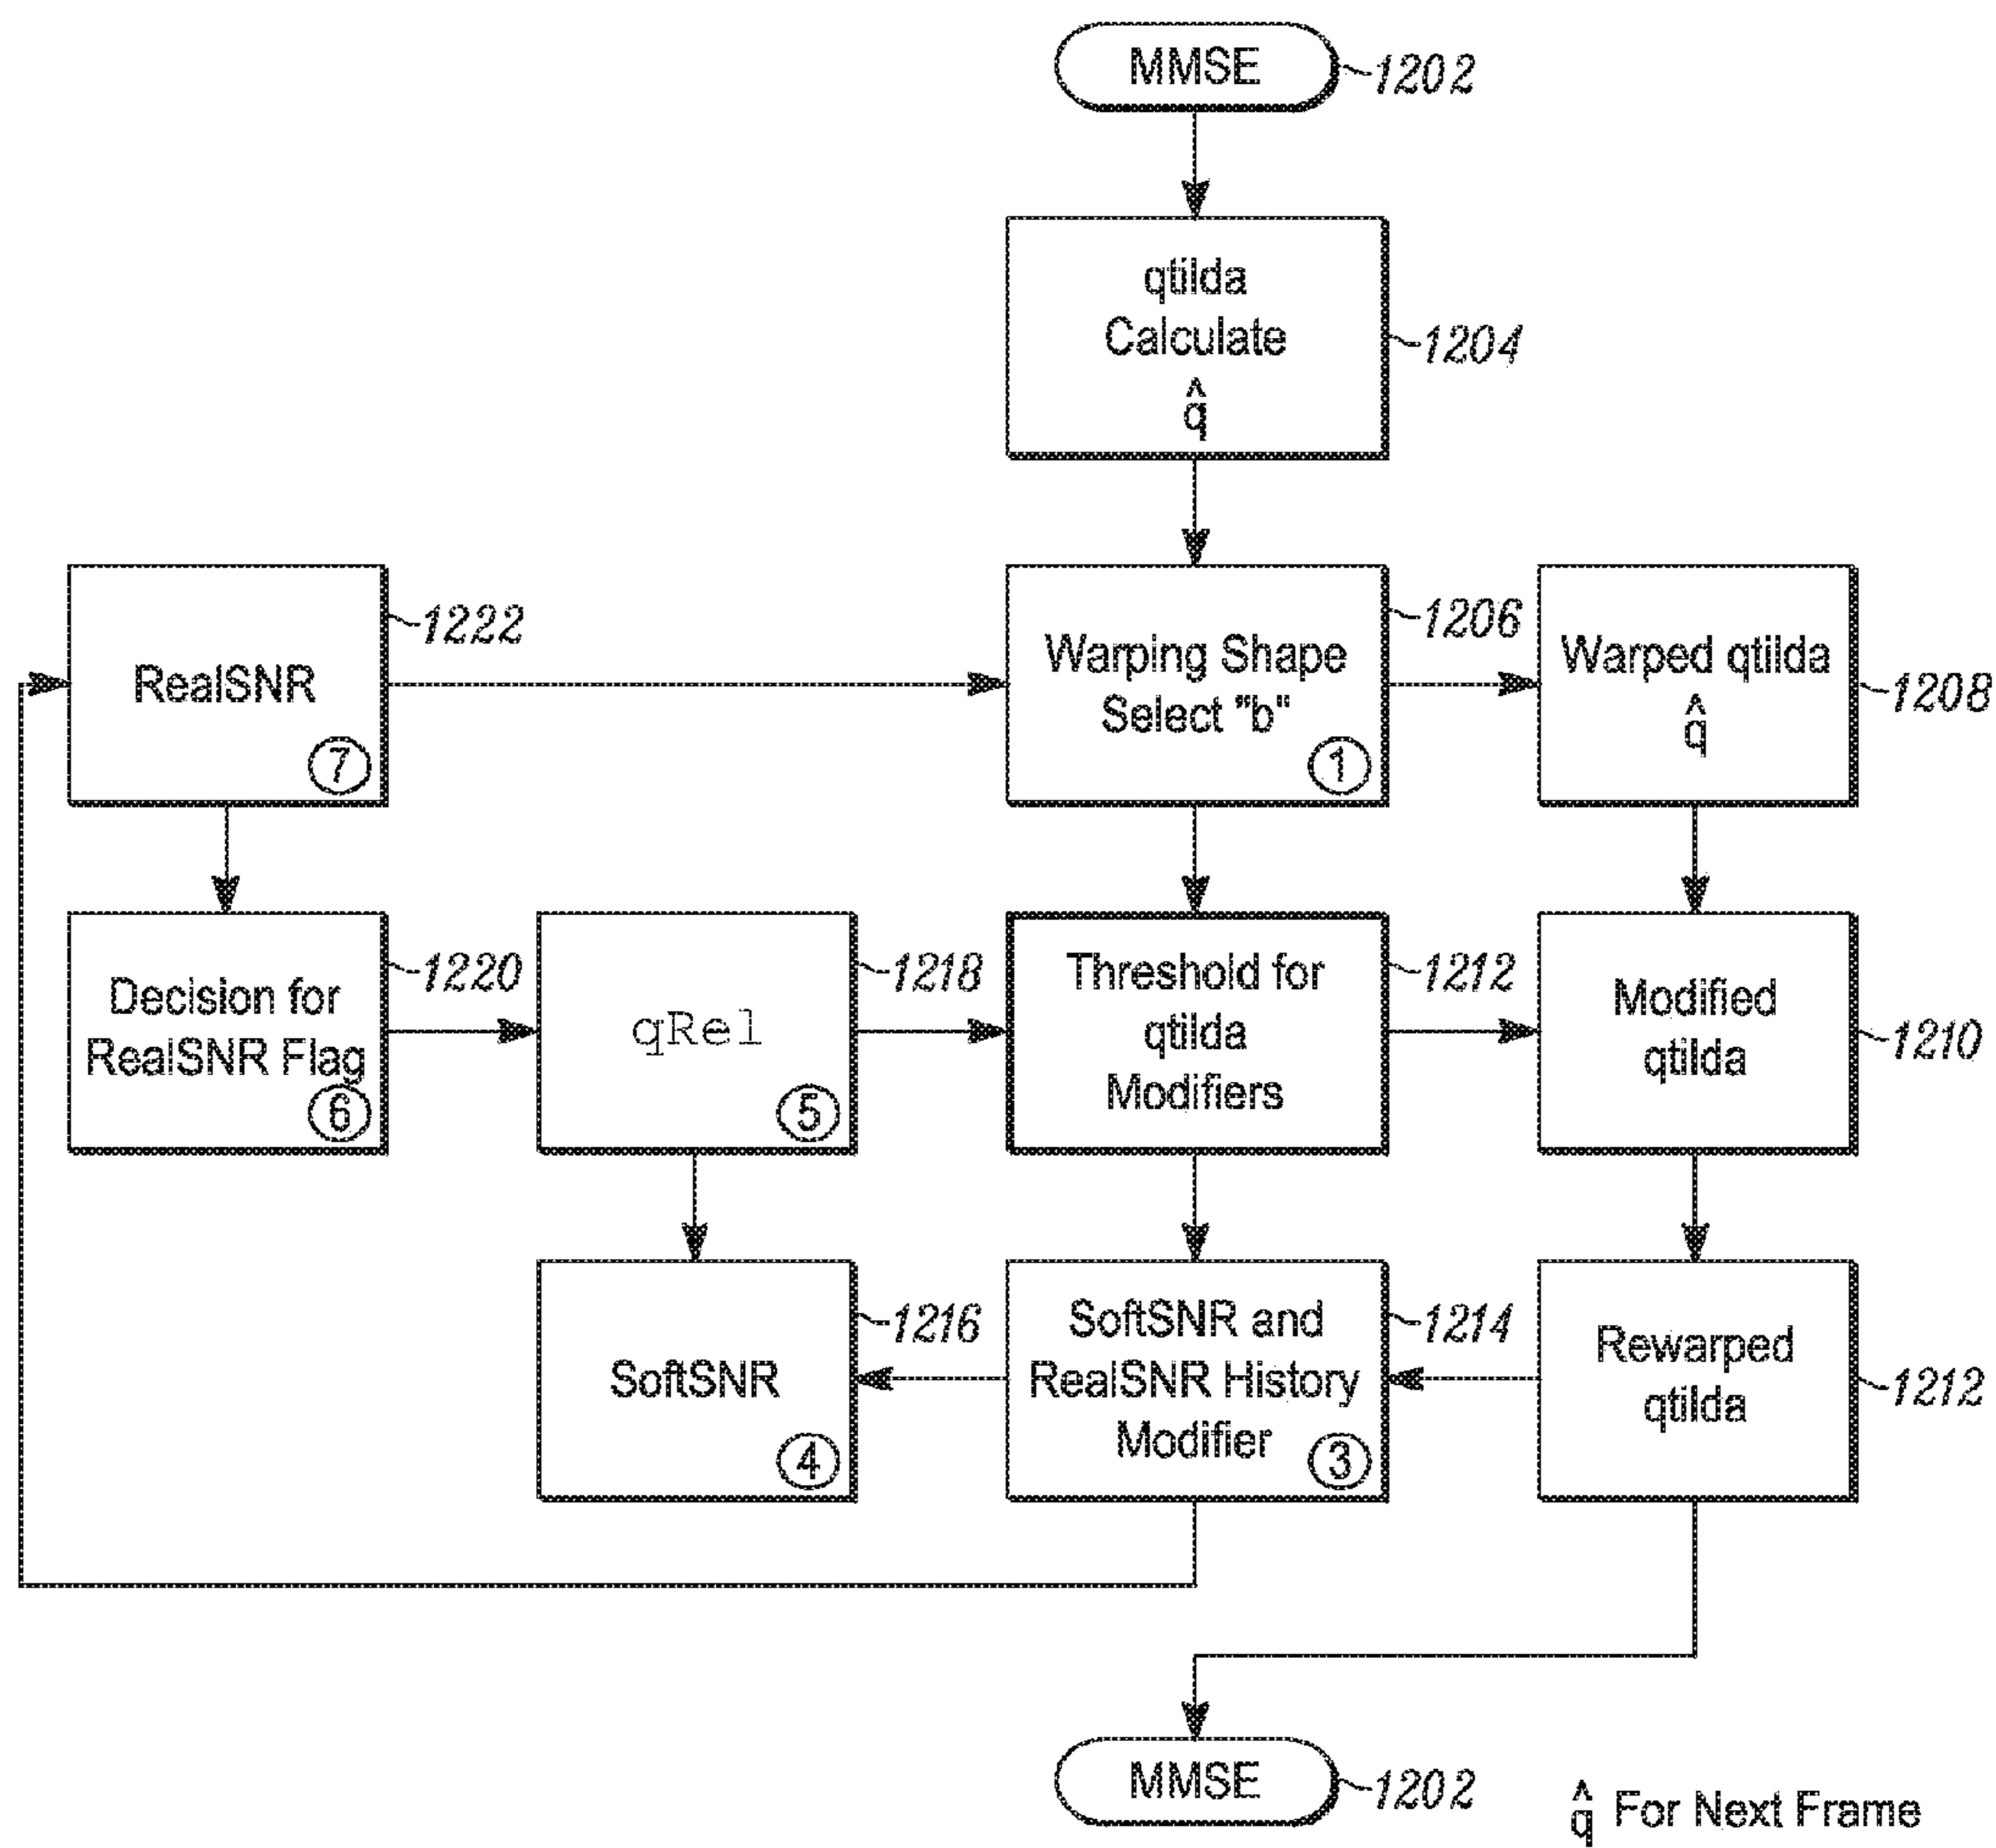 MMSE
1202
qtilda
Calculate
q̂
1204
RealSNR
⑦
1222
Warping Shape
Select "b"
①
1206
Warped qtilda
q̂
1208
Decision for
RealSNR Flag
⑥
1220
qRel
⑤
1218
Threshold for
qtilda
Modifiers
1212
Modified
qtilda
1210
SoftSNR
④
1216
SoftSNR and
RealSNR History
Modifier
③
1214
Rewarped
qtilda
1212
MMSE
1202
q̂ For Next Frame